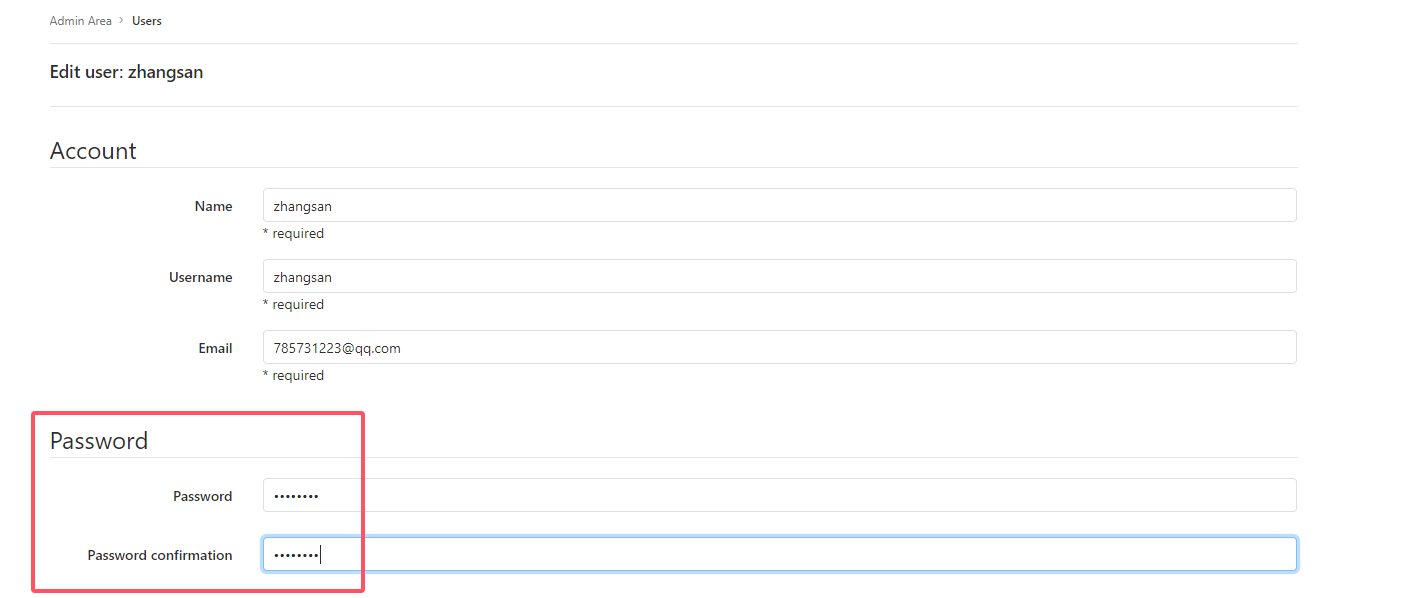 Admin Area › Users
Edit user: zhangsan
Account
Name zhangsan
* required
Username zhangsan
* required
Email 785731223@qq.com
* required
Password
Password ••••••••
Password confirmation ••••••••